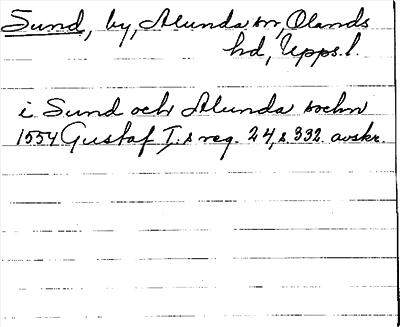 Sund, by, Alunda sn, Olands
hd, Upps. l.
i Sund och Alunda sochn
1554 Gustaf I:s reg. 24, s. 332. avskr.